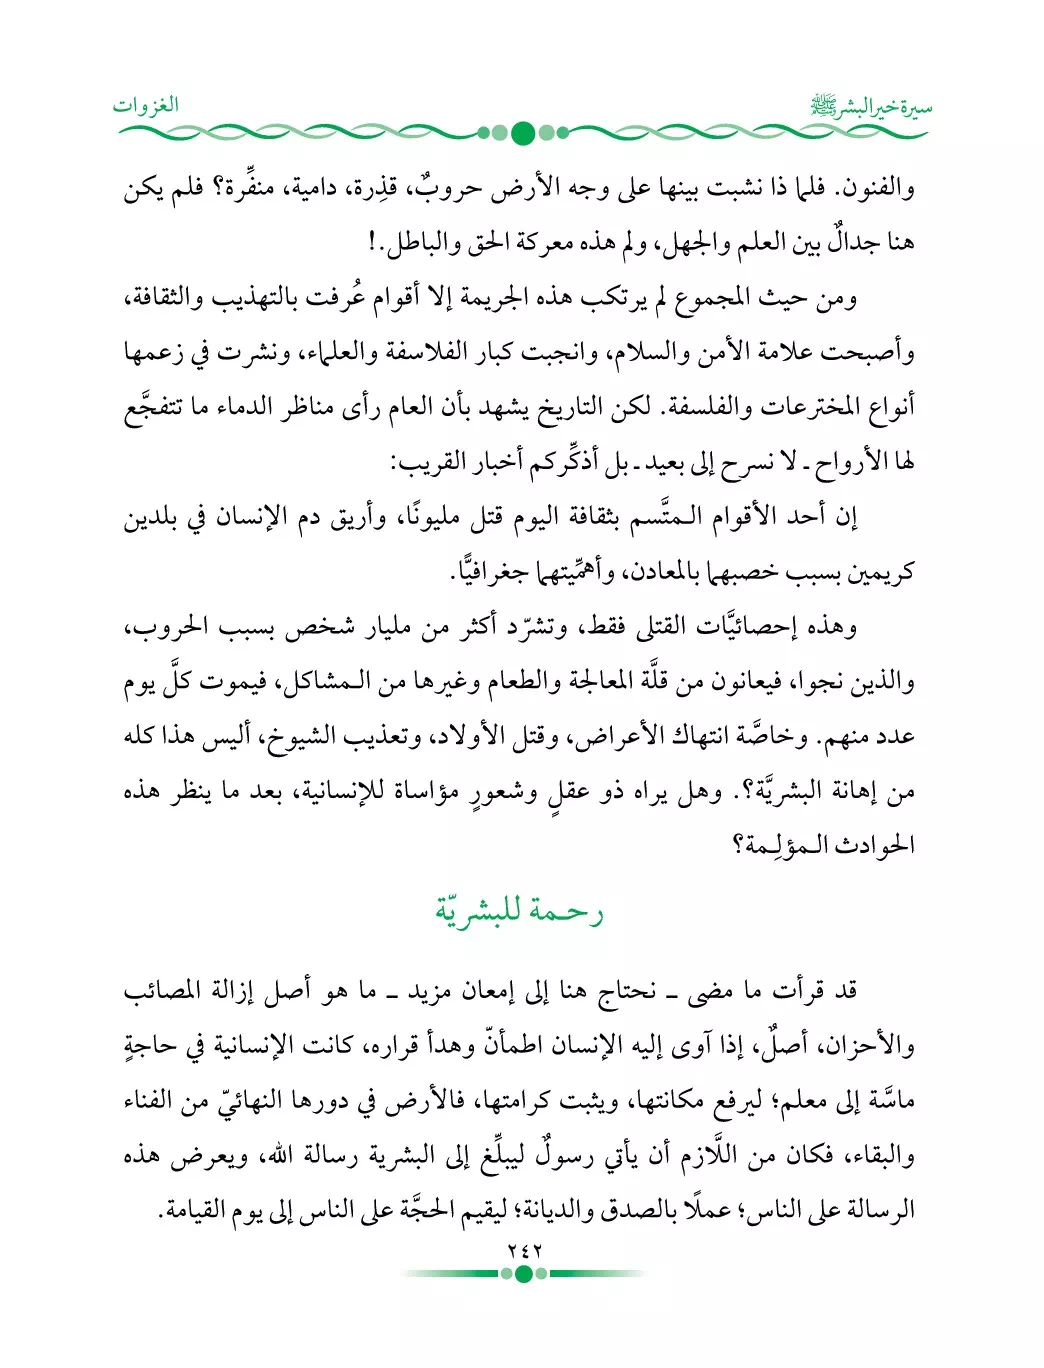 سيرة خير البشر ﷺ
الغزوات
والفنون. فلما ذا نشبت بينها على وجه الأرض حروبٌ، قذِرة، دامية، منفِّرة؟ فلم يكن
هنا جدالٌ بين العلم والجهل، ولم هذه معركة الحق والباطل.!
ومن حيث المجموع لم يرتكب هذه الجريمة إلا أقوام عُرفت بالتهذيب والثقافة،
وأصبحت علامة الأمن والسلام، وانجبت كبار الفلاسفة والعلماء، ونشرت في زعمها
أنواع المخترعات والفلسفة. لكن التاريخ يشهد بأن العام رأى مناظر الدماء ما تتفجَّع
لها الأرواح ـ لا نسرح إلى بعيد ـ بل أذكِّركم أخبار القريب:
إن أحد الأقوام الـمتَّسم بثقافة اليوم قتل مليونًا، وأريق دم الإنسان في بلدين
كريمين بسبب خصبهما بالمعادن، وأهمِّيتهما جغرافيًّا.
وهذه إحصائيَّات القتلى فقط، وتشرّد أكثر من مليار شخص بسبب الحروب،
والذين نجوا، فيعانون من قلَّة المعالجة والطعام وغيرها من الـمشاكل، فيموت كلَّ يوم
عدد منهم. وخاصَّة انتهاك الأعراض، وقتل الأولاد، وتعذيب الشيوخ، أليس هذا كله
من إهانة البشريَّة؟. وهل يراه ذو عقلٍ وشعورٍ مؤاساة للإنسانية، بعد ما ينظر هذه
الحوادث الـمؤلِـمة؟
رحـمة للبشريّة
قد قرأت ما مضى ــ نحتاج هنا إلى إمعان مزيد ــ ما هو أصل إزالة المصائب
والأحزان، أصلٌ، إذا آوى إليه الإنسان اطمأنّ وهدأ قراره، كانت الإنسانية في حاجةٍ
ماسَّة إلى معلم؛ ليرفع مكانتها، ويثبت كرامتها، فالأرض في دورها النهائيّ من الفناء
والبقاء، فكان من اللَّازم أن يأتي رسولٌ ليبلِّغ إلى البشرية رسالة الله، ويعرض هذه
الرسالة على الناس؛ عملًا بالصدق والديانة؛ ليقيم الحجَّة على الناس إلى يوم القيامة.
٢٤٢